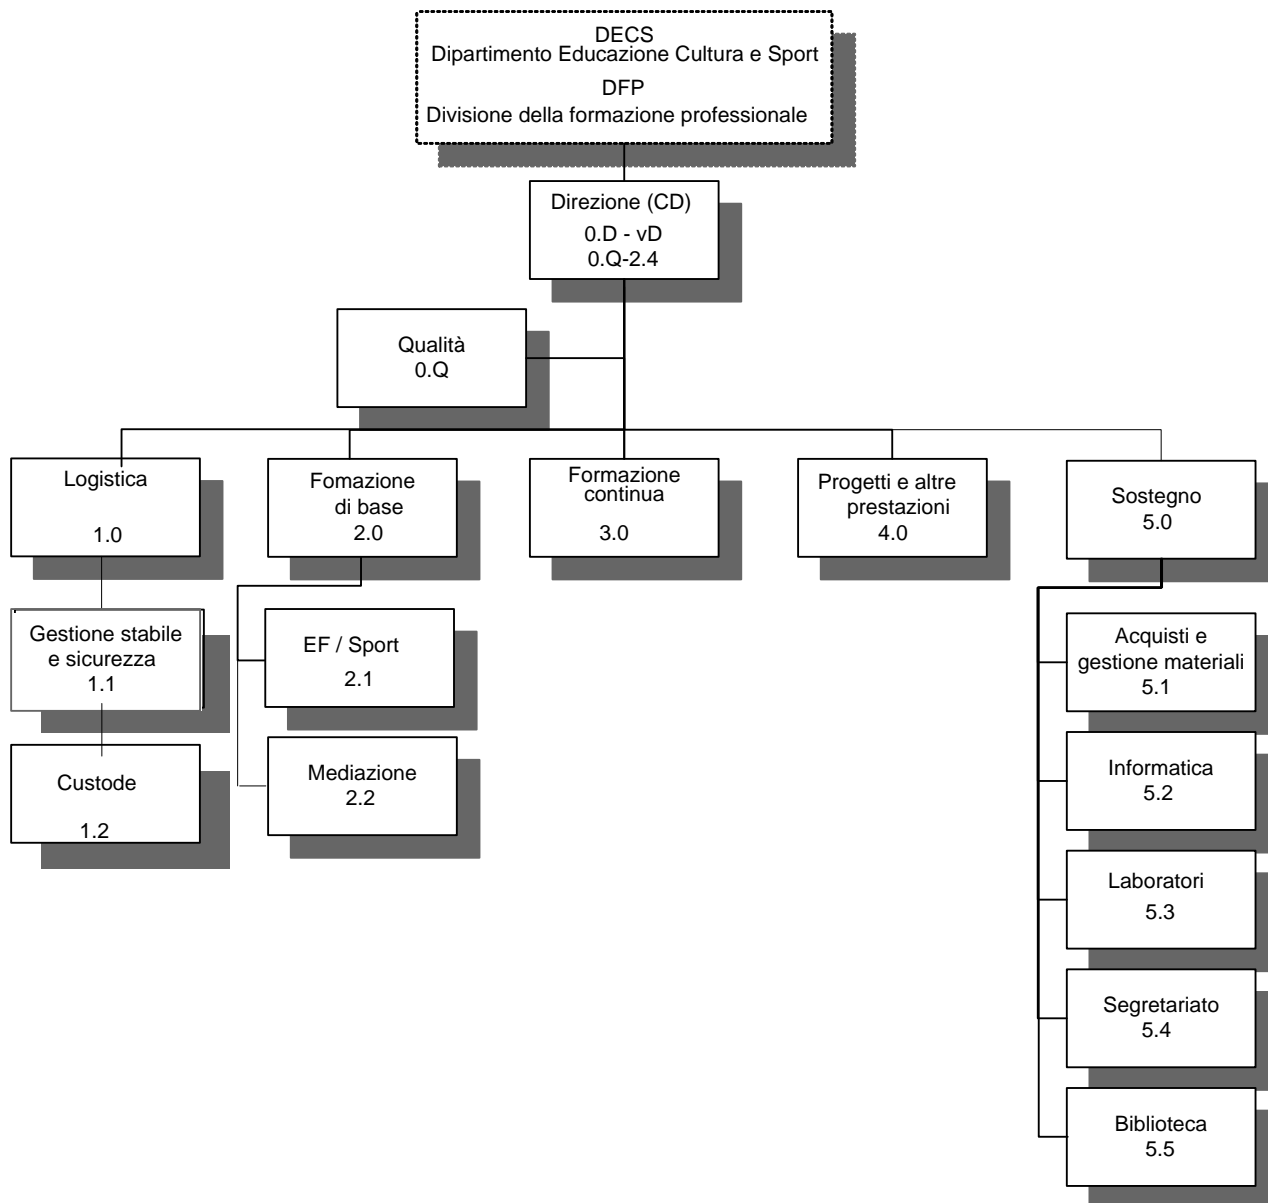 DECS
Dipartimento Educazione Cultura e Sport
DFP
Divisione della formazione professionale
Direzione (CD)
0.D - vD
0.Q-2.4
Qualità
0.Q
Logistica
1.0
Fomazione
di base
2.0
Formazione
continua
3.0
Progetti e altre
prestazioni
4.0
Sostegno
5.0
Gestione stabile
e sicurezza
1.1
Custode
1.2
EF / Sport
2.1
Mediazione
2.2
Acquisti e
gestione materiali
5.1
Informatica
5.2
Laboratori
5.3
Segretariato
5.4
Biblioteca
5.5